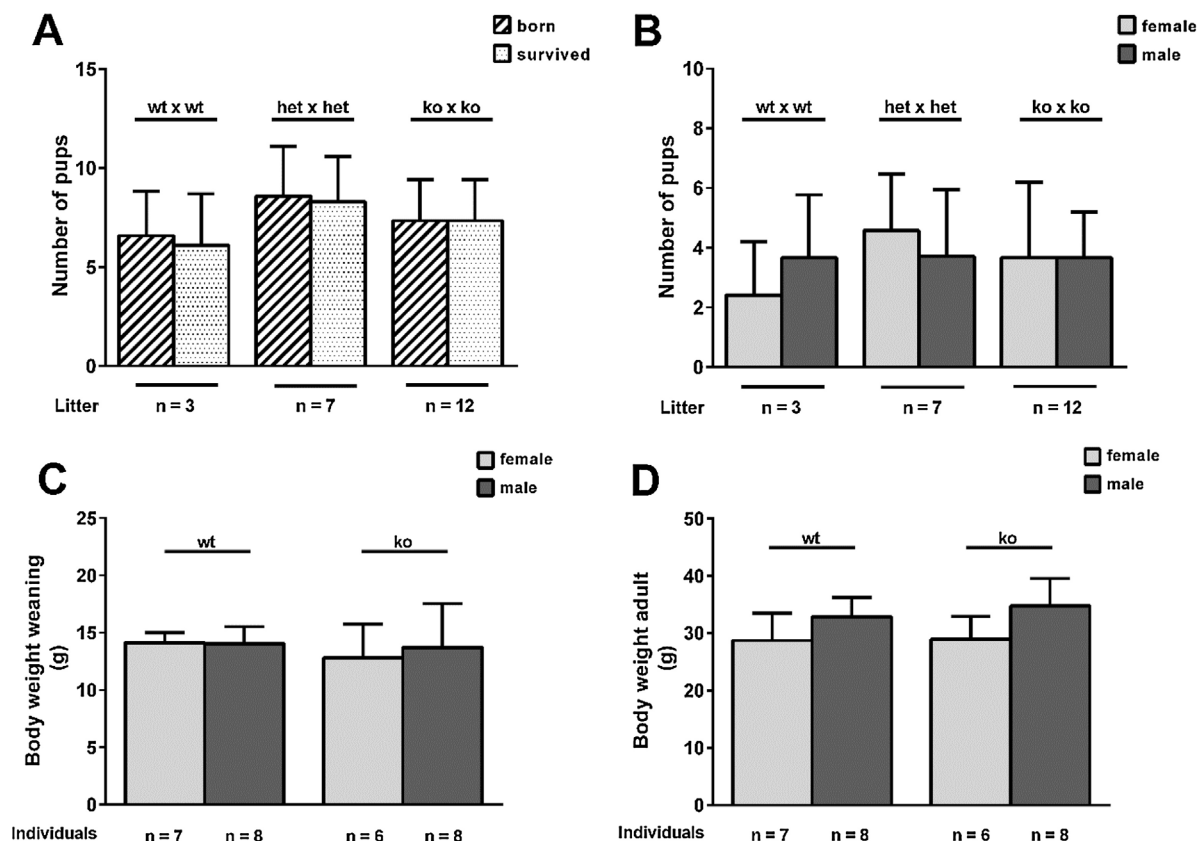 A
born
survived
Number of pups
15
10
5
0
wt x wt
het x het
ko x ko
Litter
n = 3
n = 7
n = 12
B
female
male
Number of pups
10
8
6
4
2
0
wt x wt
het x het
ko x ko
Litter
n = 3
n = 7
n = 12
C
female
male
Body weight weaning
(g)
25
20
15
10
5
0
wt
ko
Individuals
n = 7
n = 8
n = 6
n = 8
D
female
male
Body weight adult
(g)
50
40
30
20
10
0
wt
ko
Individuals
n = 7
n = 8
n = 6
n = 8